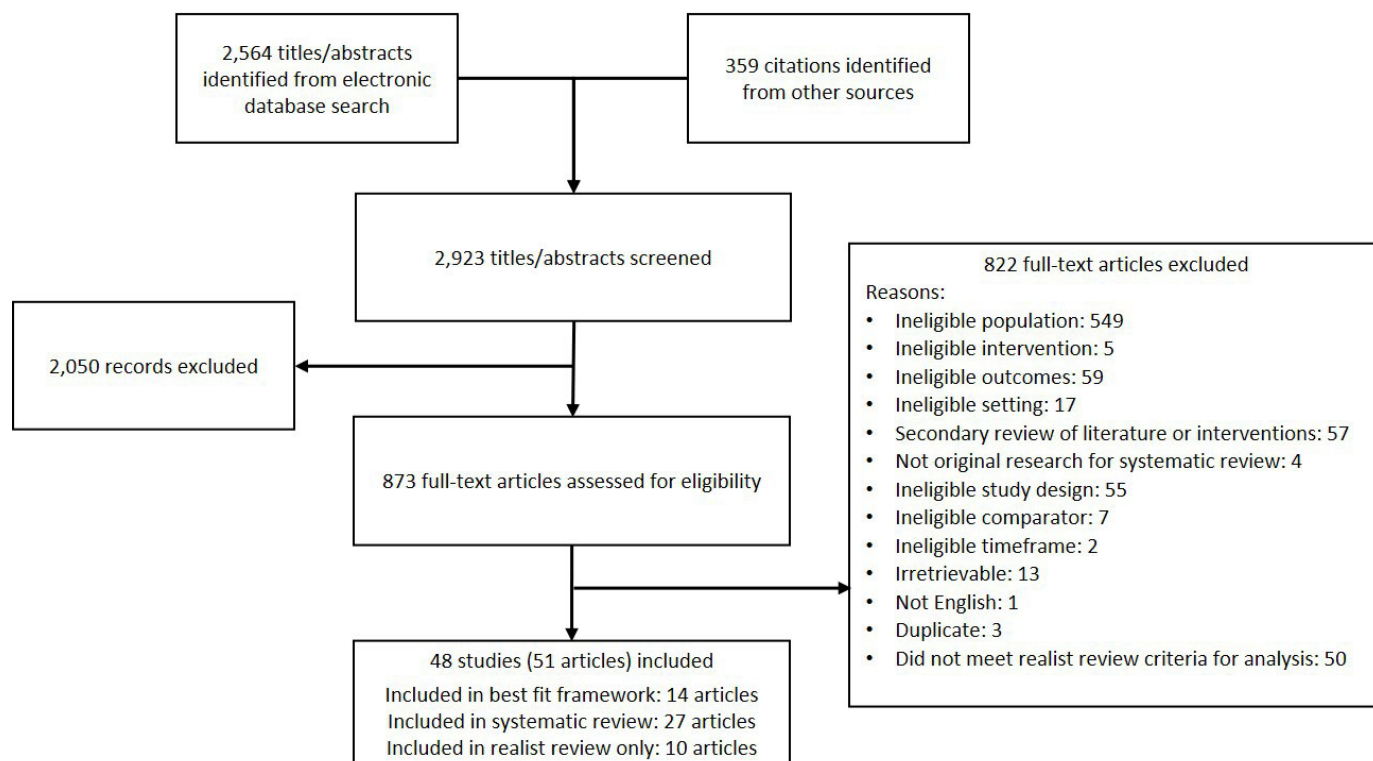 2,564 titles/abstracts
identified from electronic
database search
359 citations identified
from other sources
2,923 titles/abstracts screened
2,050 records excluded
873 full-text articles assessed for eligibility
822 full-text articles excluded
Reasons:
• Ineligible population: 549
• Ineligible intervention: 5
• Ineligible outcomes: 59
• Ineligible setting: 17
• Secondary review of literature or interventions: 57
• Not original research for systematic review: 4
• Ineligible study design: 55
• Ineligible comparator: 7
• Ineligible timeframe: 2
• Irretrievable: 13
• Not English: 1
• Duplicate: 3
• Did not meet realist review criteria for analysis: 50
48 studies (51 articles) included
Included in best fit framework: 14 articles
Included in systematic review: 27 articles
Included in realist review only: 10 articles